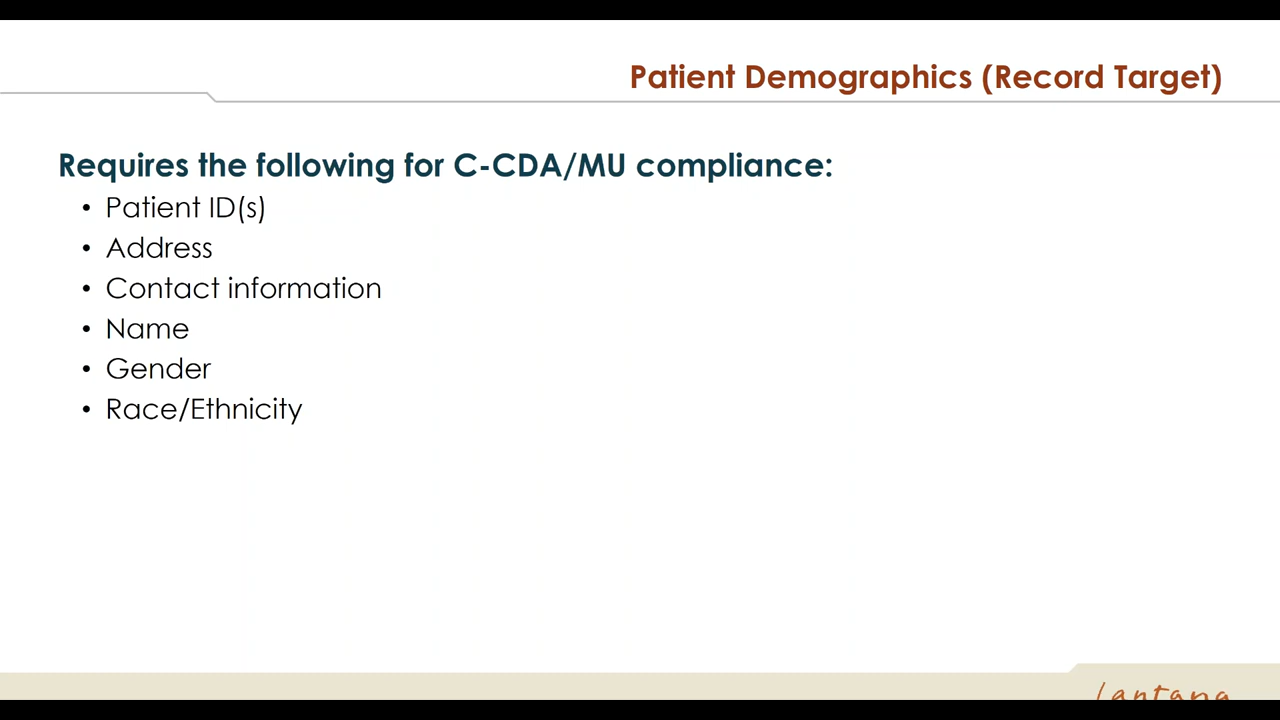 Patient Demographics (Record Target)
Requires the following for C-CDA/MU compliance:
• Patient ID(s)
• Address
• Contact information
• Name
• Gender
• Race/Ethnicity
Lantana